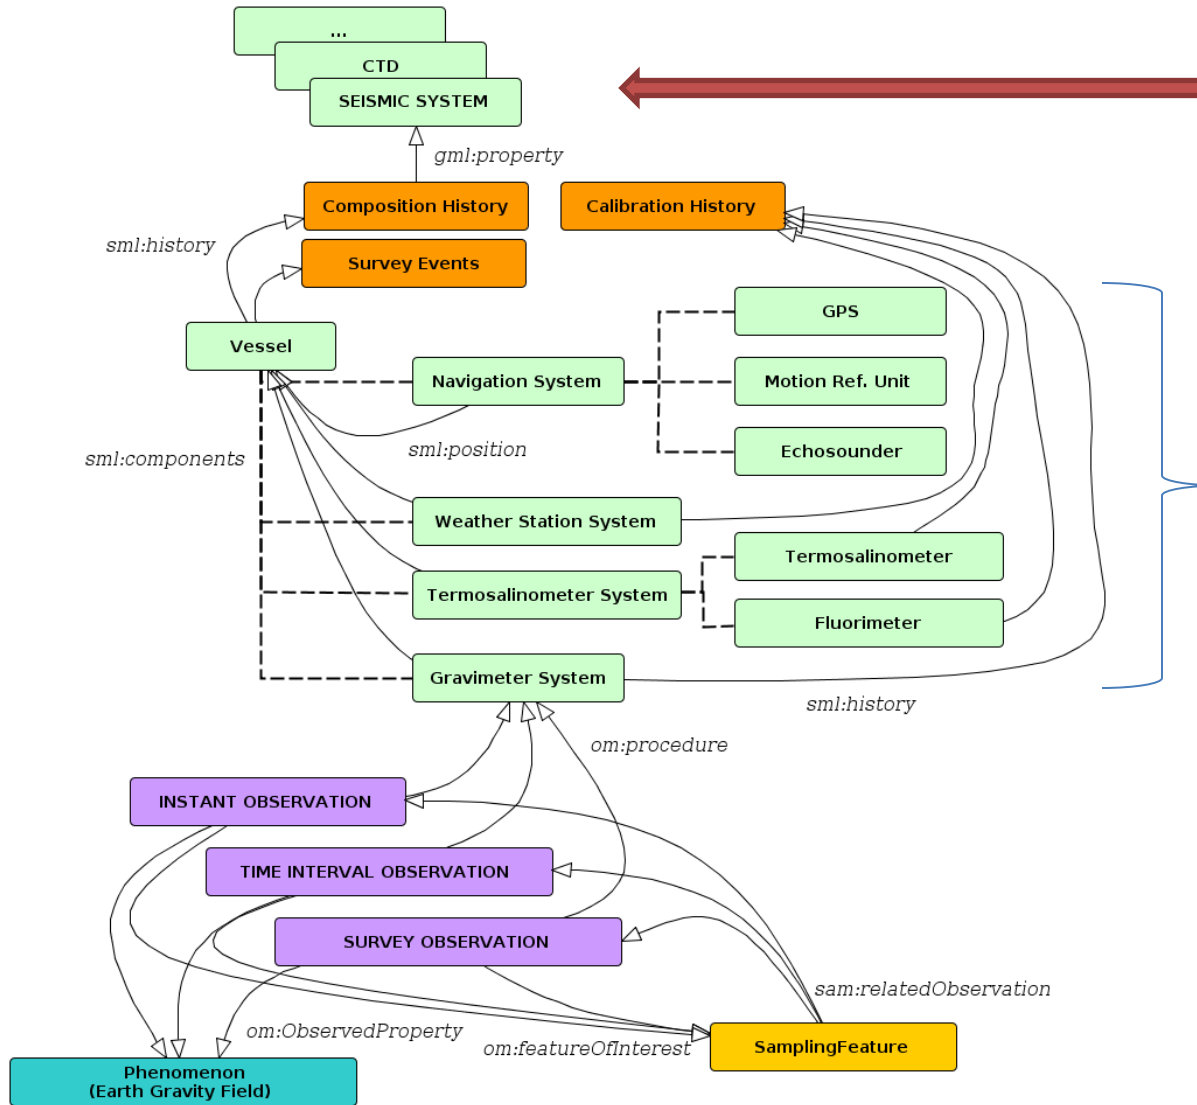 ...
CTD
SEISMIC SYSTEM
gml:property
Composition History
Calibration History
sml:history
Survey Events
GPS
Vessel
Navigation System
Motion Ref. Unit
sml:position
sml:components
Echosounder
Weather Station System
Termosalinometer
Termosalinometer System
Fluorimeter
Gravimeter System
sml:history
om:procedure
INSTANT OBSERVATION
TIME INTERVAL OBSERVATION
SURVEY OBSERVATION
sam:relatedObservation
om:ObservedProperty
om:featureOfInterest
SamplingFeature
Phenomenon
(Earth Gravity Field)